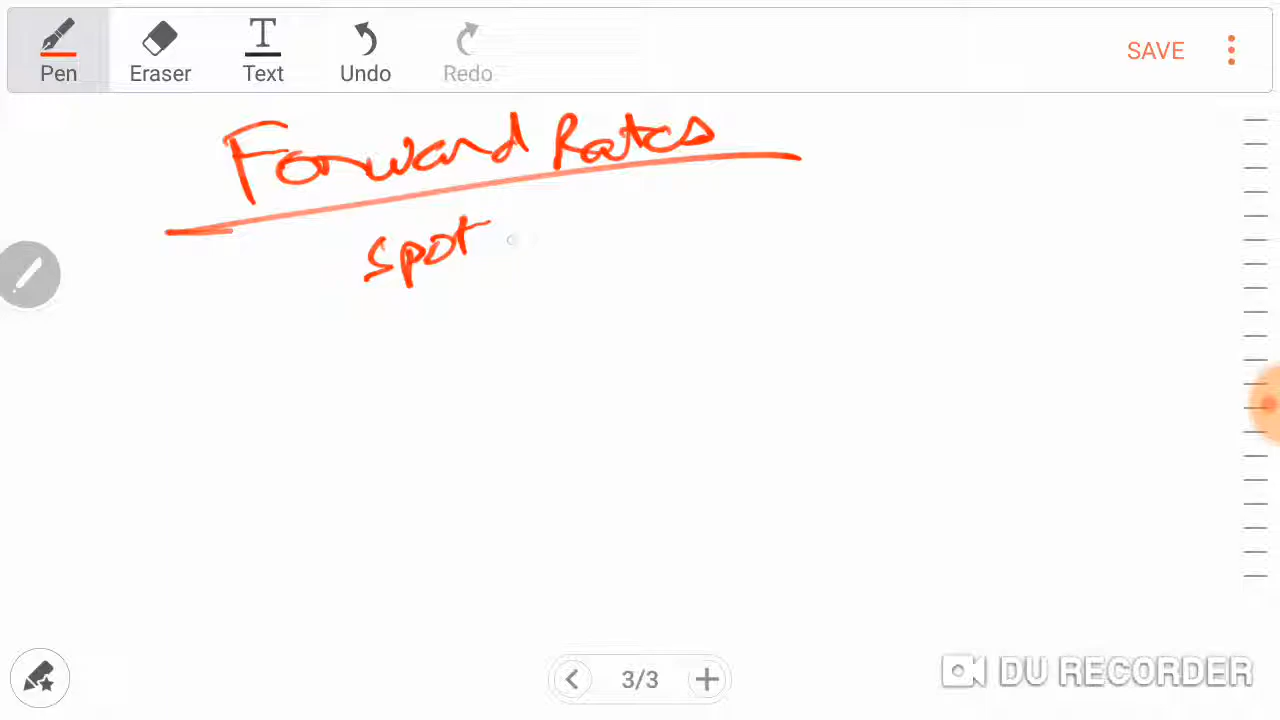 Pen Eraser Text Undo Redo SAVE
Forward Rates
spot
3/3
DU RECORDER